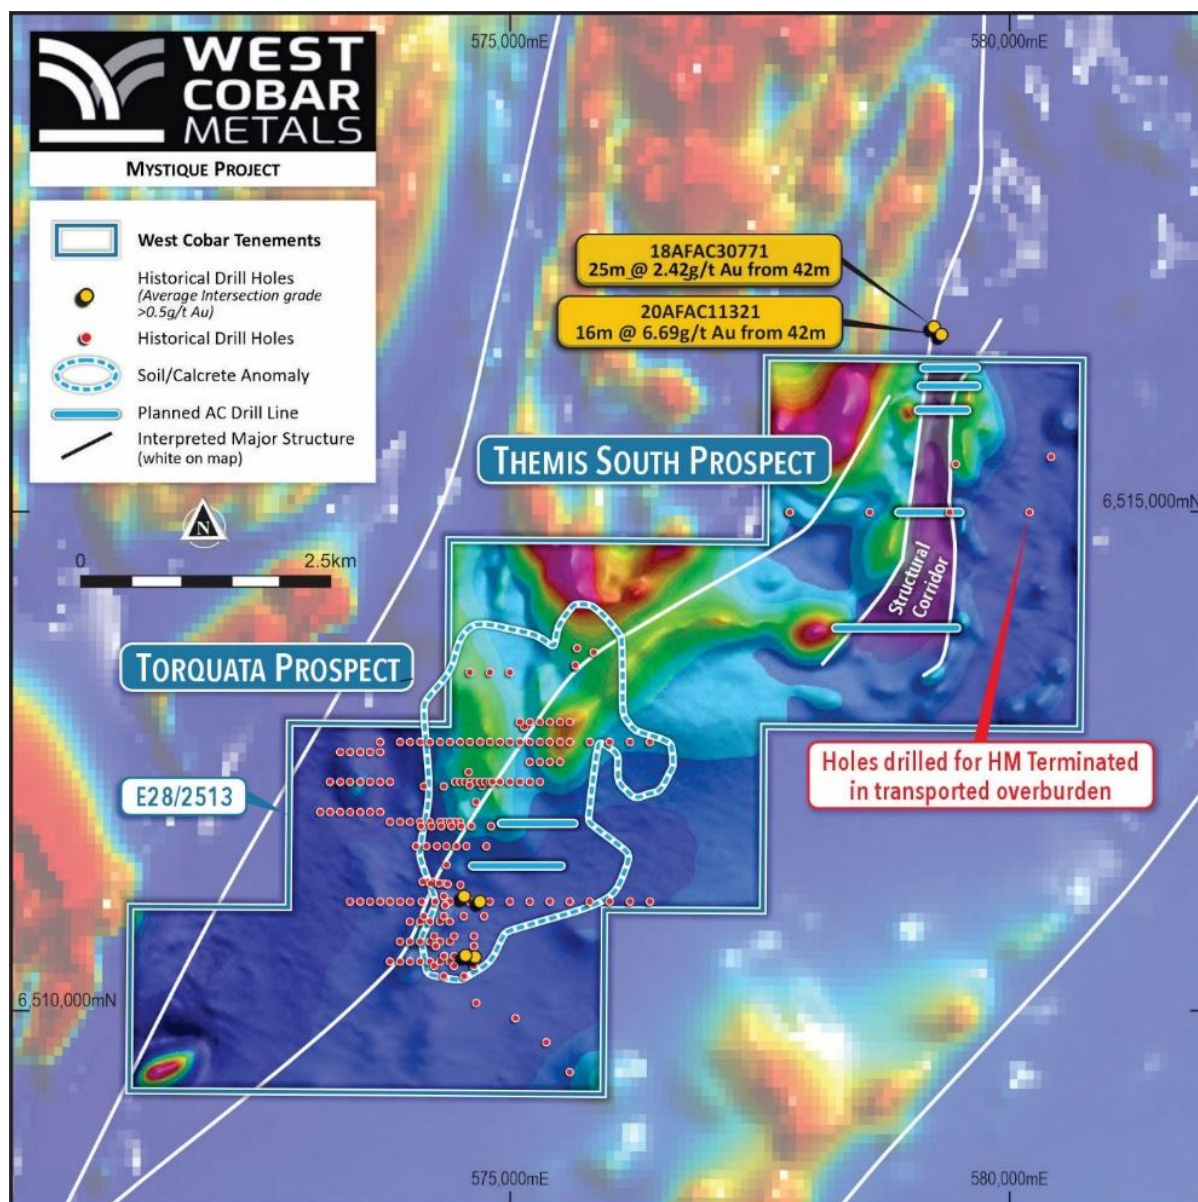 575,000mE
580,000mE
WEST
COBAR
METALS
MYSTIQUE PROJECT
West Cobar Tenements
Historical Drill Holes
(Average Intersection grade
>0.5g/t Au)
Historical Drill Holes
Soil/Calcrete Anomaly
Planned AC Drill Line
Interpreted Major Structure
(white on map)
N
0
2.5km
18AFAC30771
25m @ 2.42g/t Au from 42m
20AFAC11321
16m @ 6.69g/t Au from 42m
THEMIS SOUTH PROSPECT
6,515,000mN
Structural
Corridor
TORQUATA PROSPECT
E28/2513
Holes drilled for HM Terminated
in transported overburden
6,510,000mN
575,000mE
580,000mE